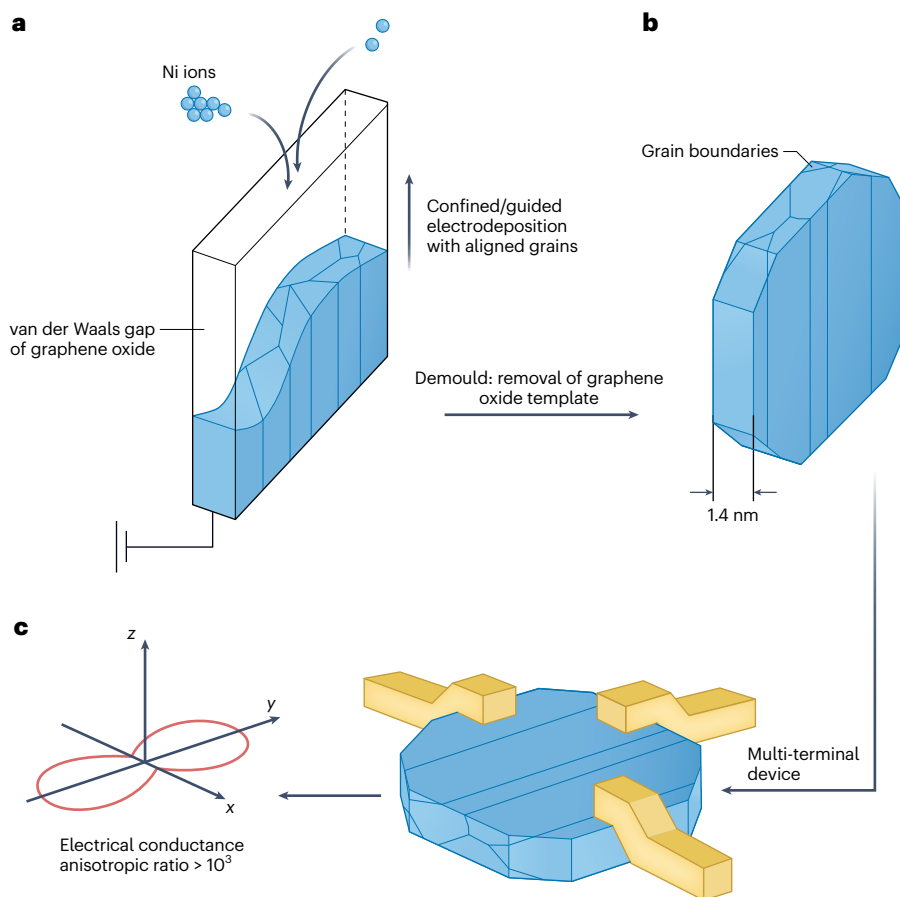 a
Ni ions
van der Waals gap
of graphene oxide
Confined/guided
electrodeposition
with aligned grains
Demould: removal of graphene
oxide template
b
Grain boundaries
1.4 nm
c
z
y
x
Electrical conductance
anisotropic ratio > 10³
Multi-terminal
device